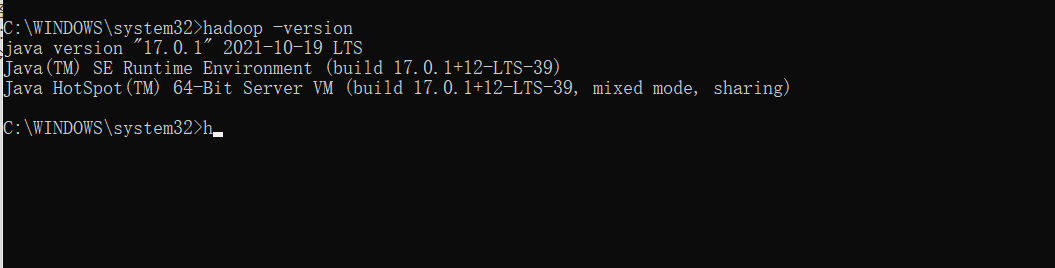 C:\WINDOWS\system32>hadoop -version
java version "17.0.1" 2021-10-19 LTS
Java(TM) SE Runtime Environment (build 17.0.1+12-LTS-39)
Java HotSpot(TM) 64-Bit Server VM (build 17.0.1+12-LTS-39, mixed mode, sharing)
C:\WINDOWS\system32>h